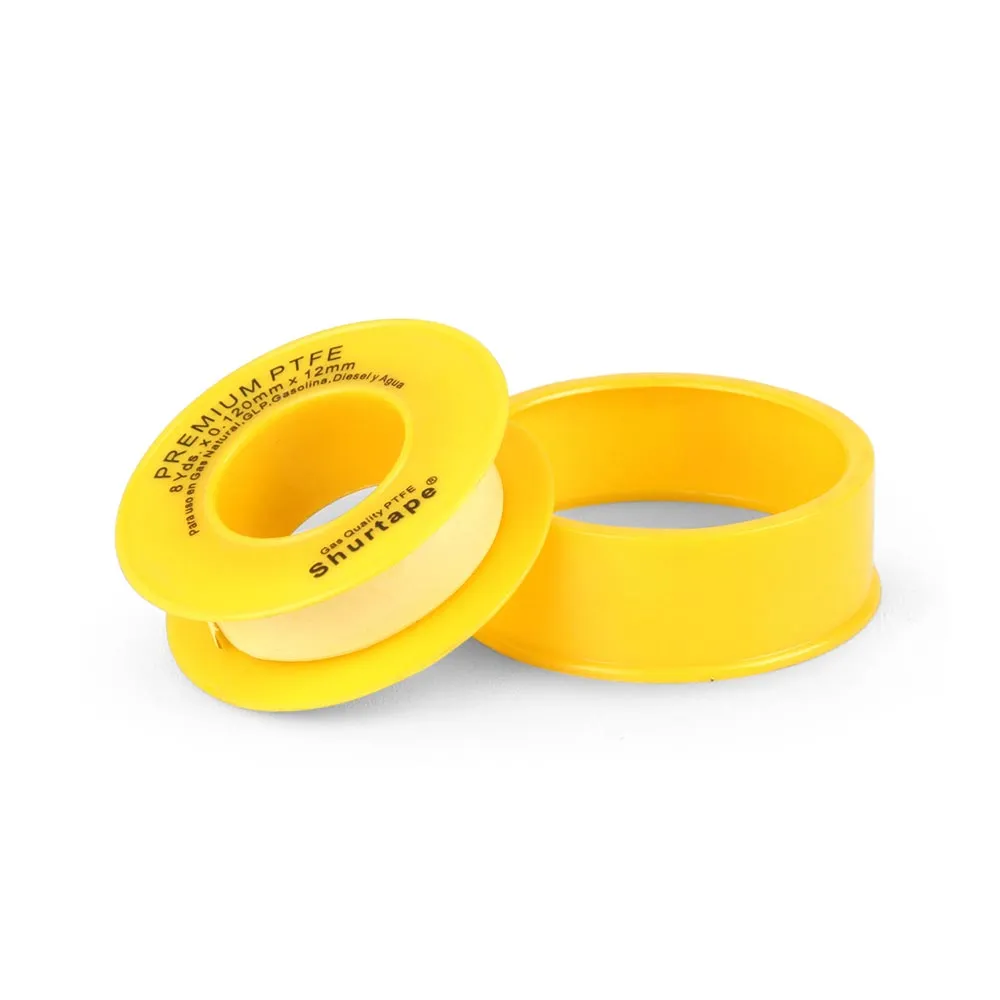 PREMIUM PTFE
8 Yds. x 0.120mm x 12mm
Para uso en Gas Natural,GLP,Gasolina,Diesel y Agua
Gas Quality PTFE
Shurtape®